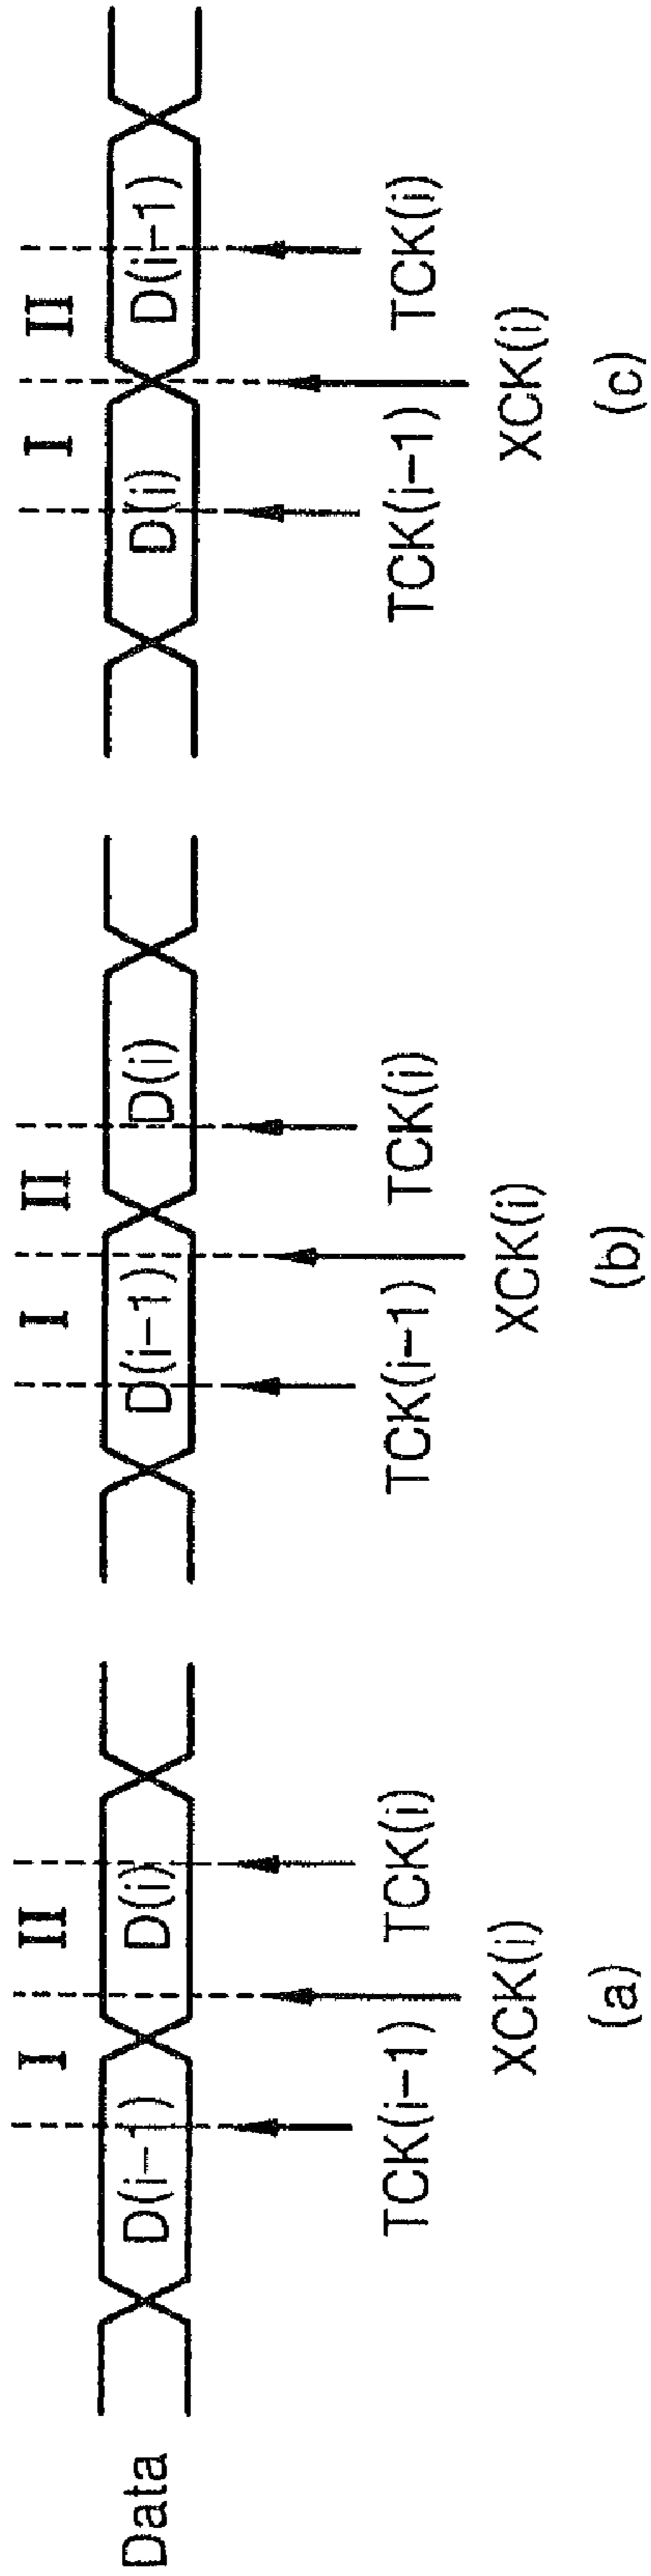 I II I II I II
Data D(i-1) D(i) D(i-1) D(i) D(i) D(i-1)
TCK(i-1) TCK(i) TCK(i-1) TCK(i) TCK(i-1) TCK(i)
XCK(i) XCK(i) XCK(i)
(a) (b) (c)